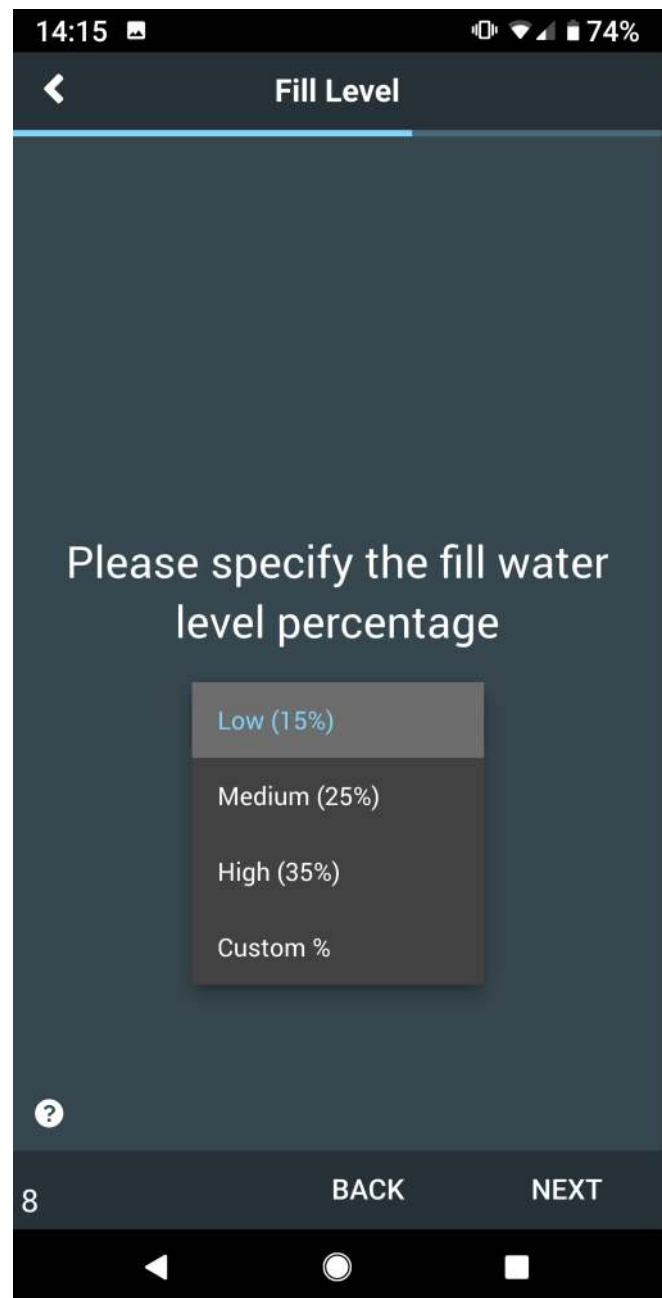 14:15 74%
Fill Level
Please specify the fill water
level percentage
Low (15%)
Medium (25%)
High (35%)
Custom %
?
8 BACK NEXT